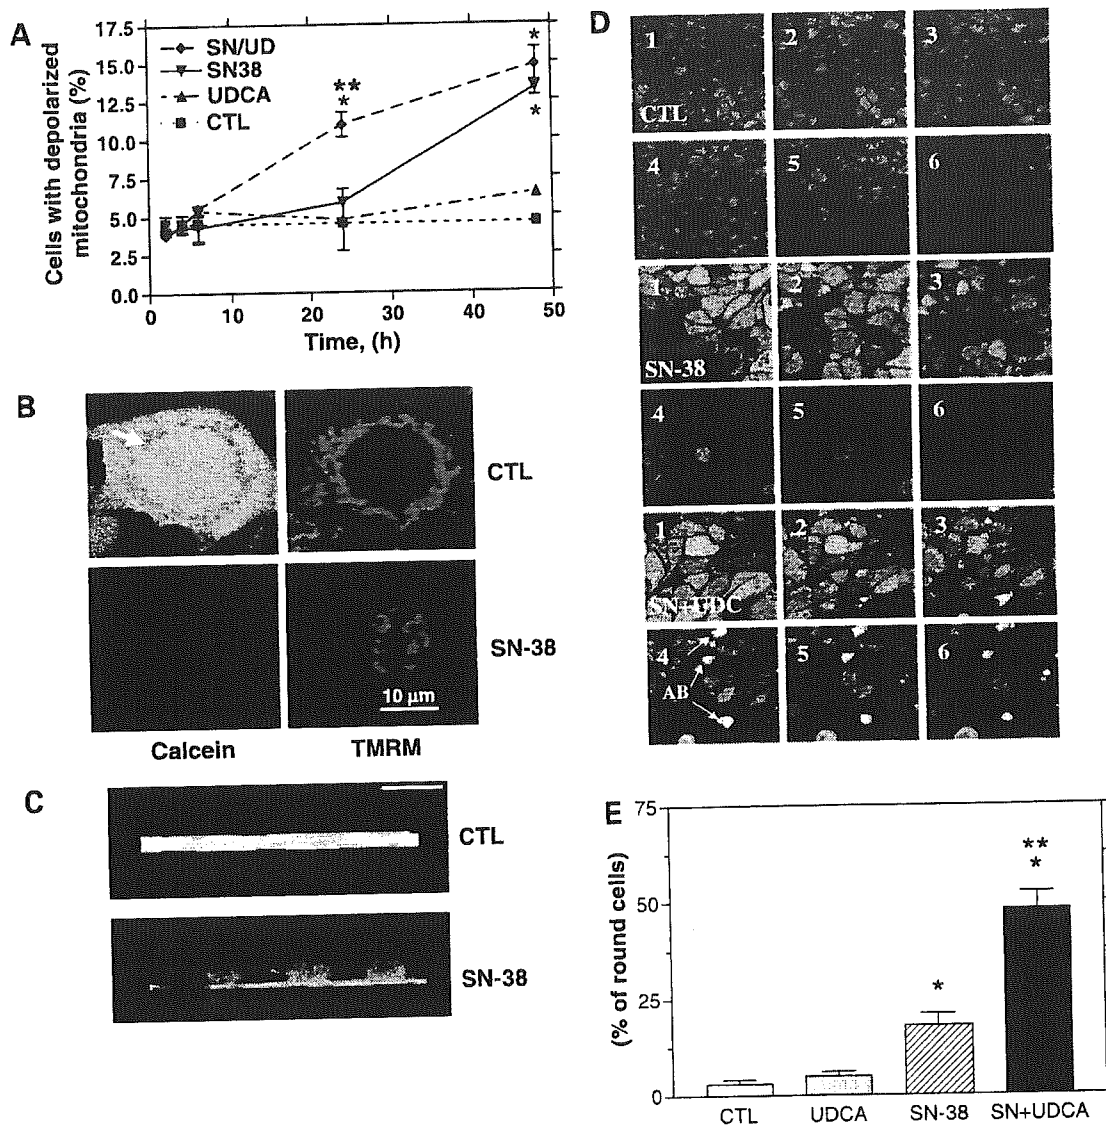 A
Cells with depolarized
mitochondria (%)
17.5
15.0
12.5
10.0
7.5
5.0
2.5
0.0
SN/UD
SN38
UDCA
CTL
**
*
*
*
0
10
20
30
40
50
Time, (h)
B
CTL
SN-38
10 µm
Calcein
TMRM
C
CTL
SN-38
D
1
2
3
CTL
4
5
6
1
2
3
SN-38
4
5
6
1
2
3
SN+UDC
4
5
6
AB
E
(% of round cells)
75
50
25
0
*
**
*
CTL
UDCA
SN-38
SN+UDCA